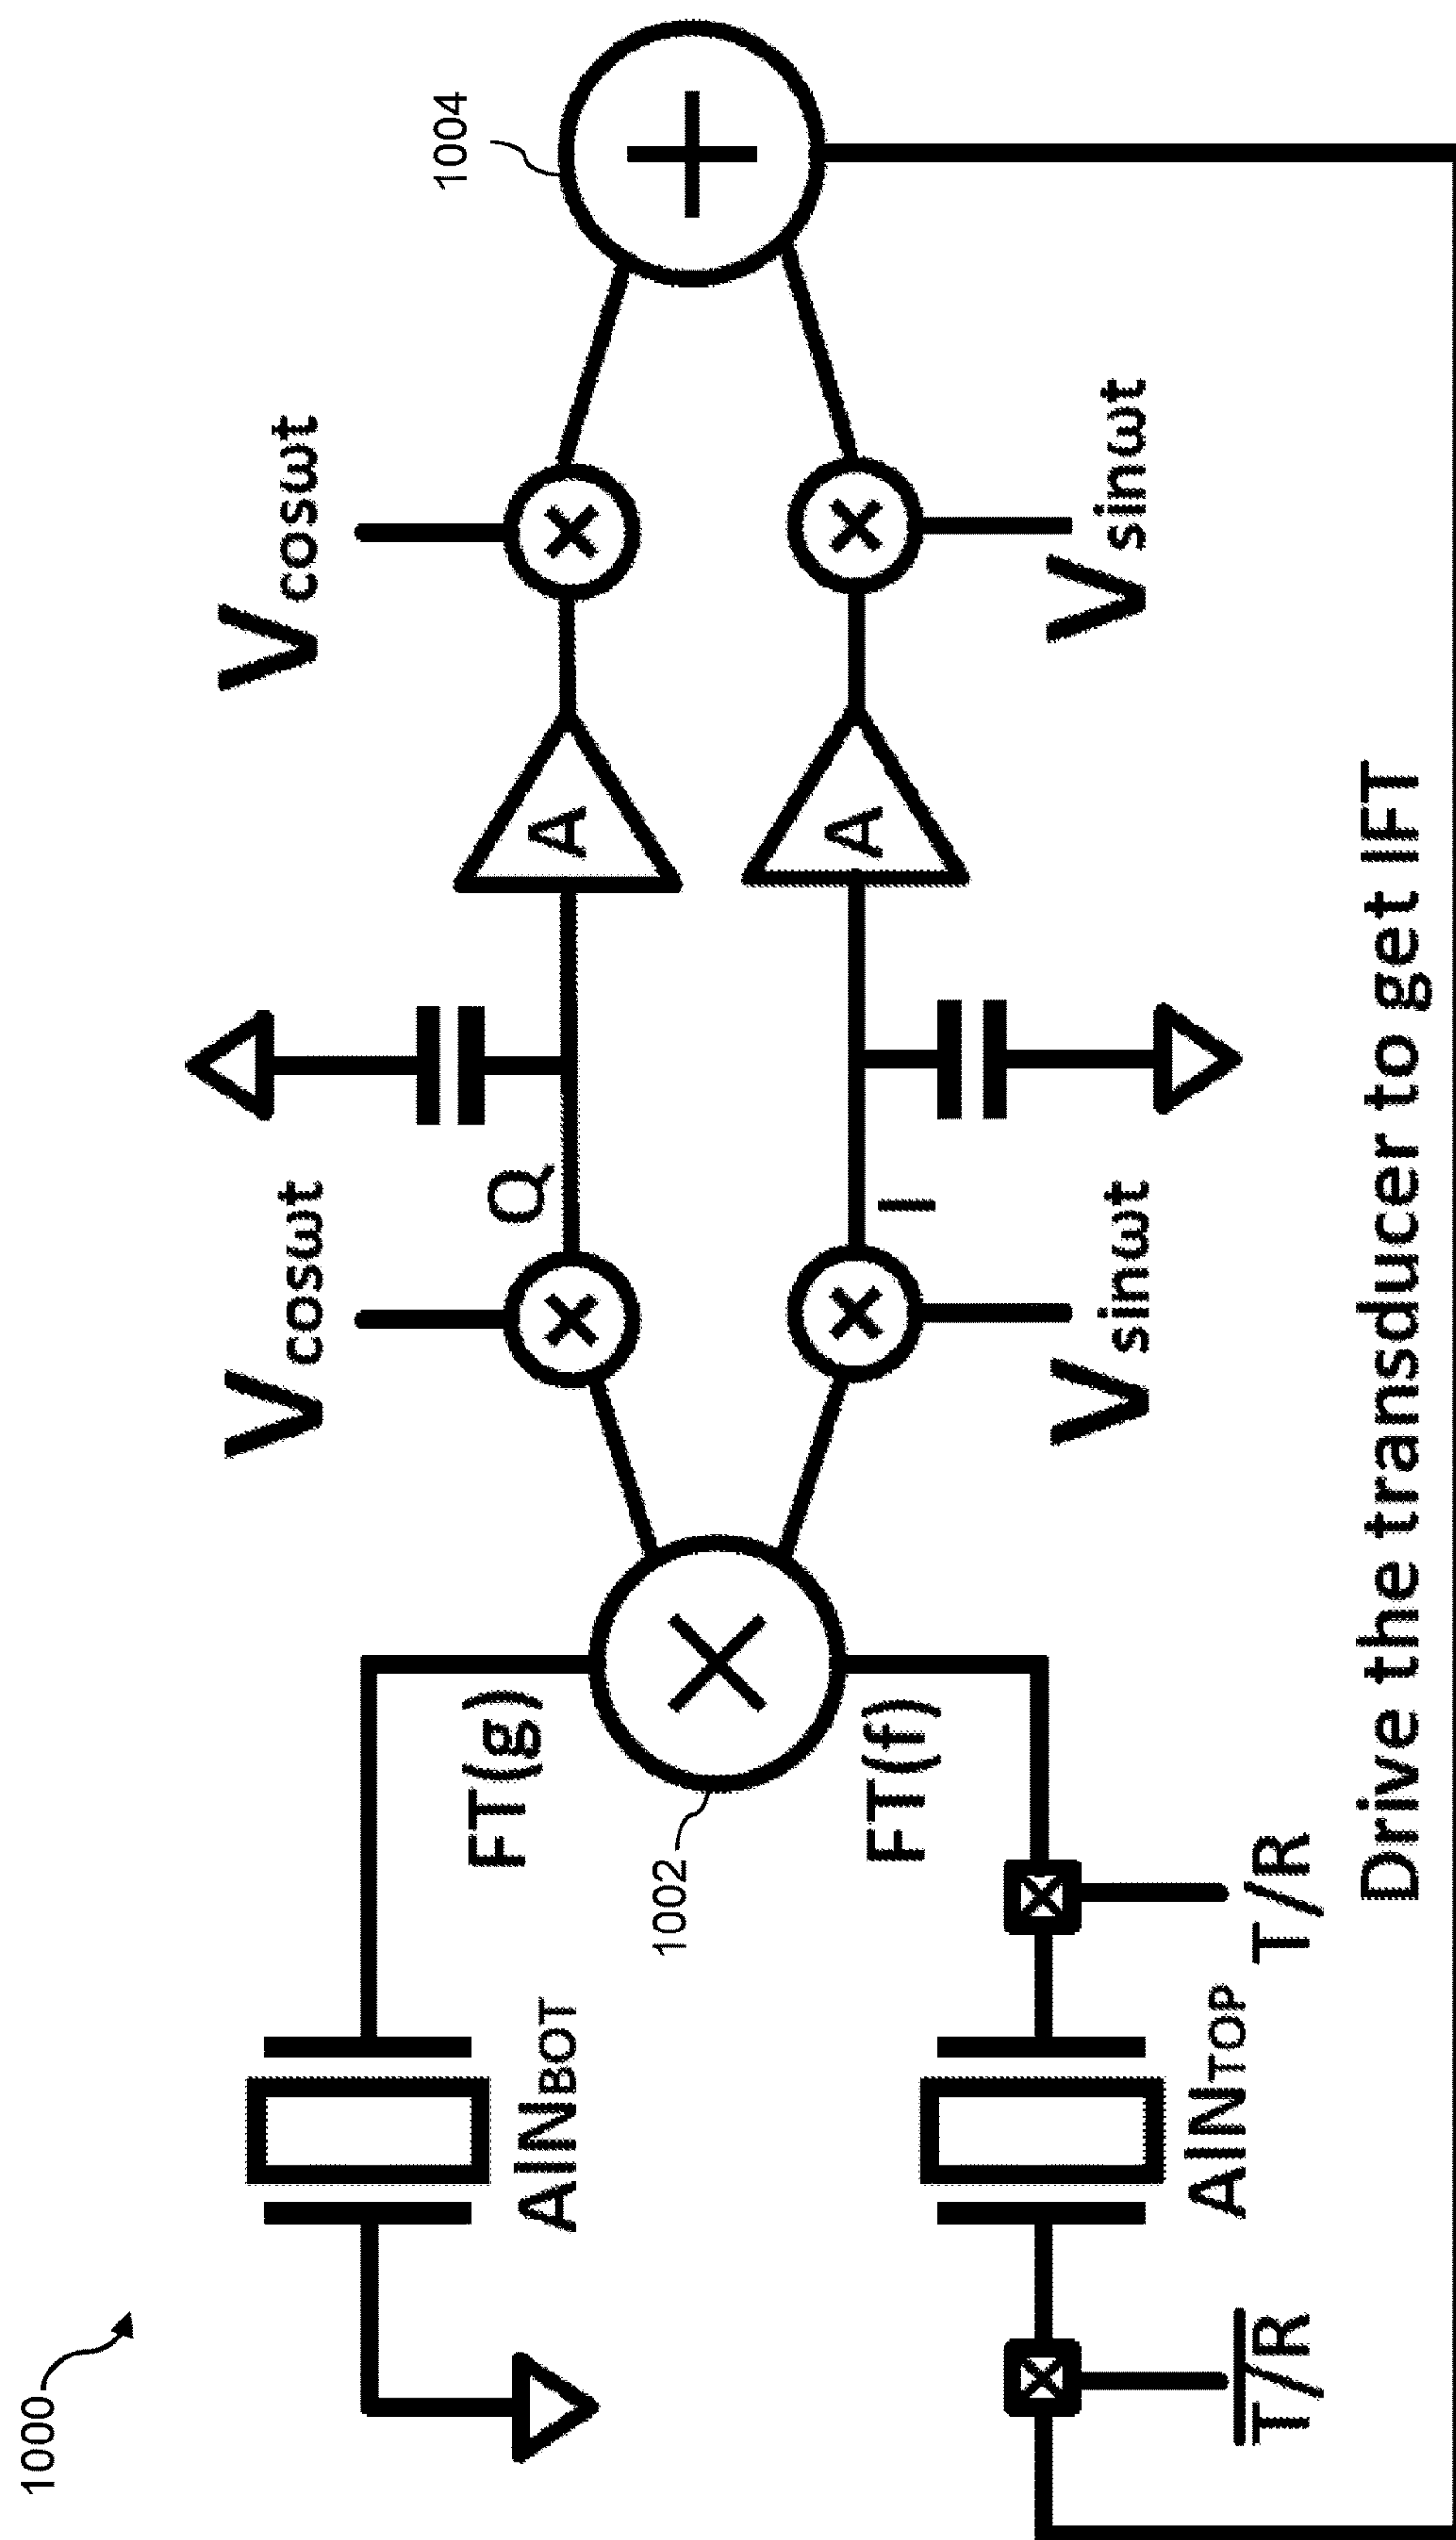 1000
Vcosωt
Vcosωt
1004
FT(g)
Q
AlNBOT
A
1002
A
FT(f)
I
Vsinωt
Vsinωt
AlNTOP
T̅/̅R̅
T/R
Drive the transducer to get IFT